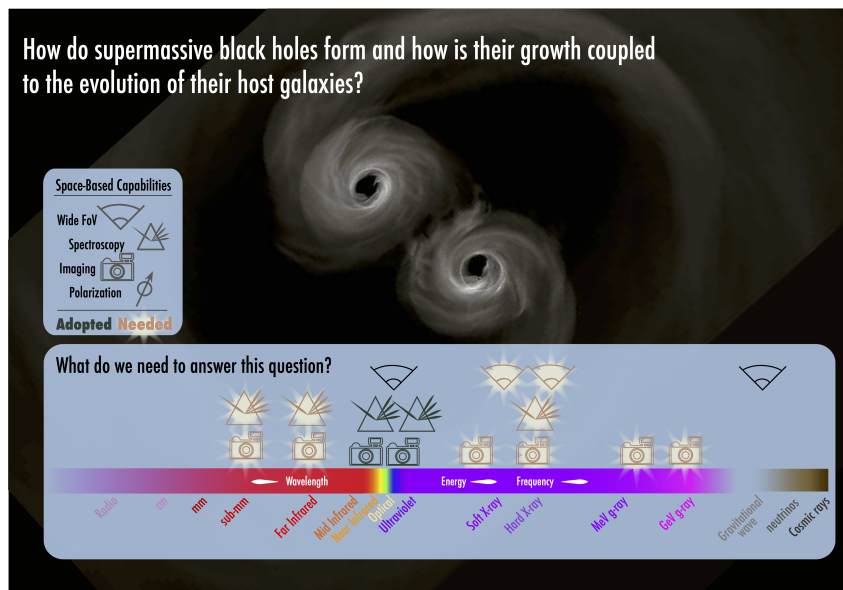 How do supermassive black holes form and how is their growth coupled
to the evolution of their host galaxies?
Space-Based Capabilities
Wide FoV
Spectroscopy
Imaging
Polarization
Adopted Needed
What do we need to answer this question?
Wavelength
Energy
Frequency
Radio
cm
mm
sub-mm
Far Infrared
Mid Infrared
Near Infrared
Optical
Ultraviolet
Soft X-ray
Hard X-ray
MeV g-ray
GeV g-ray
Gravitational
wave
neutrinos
Cosmic rays